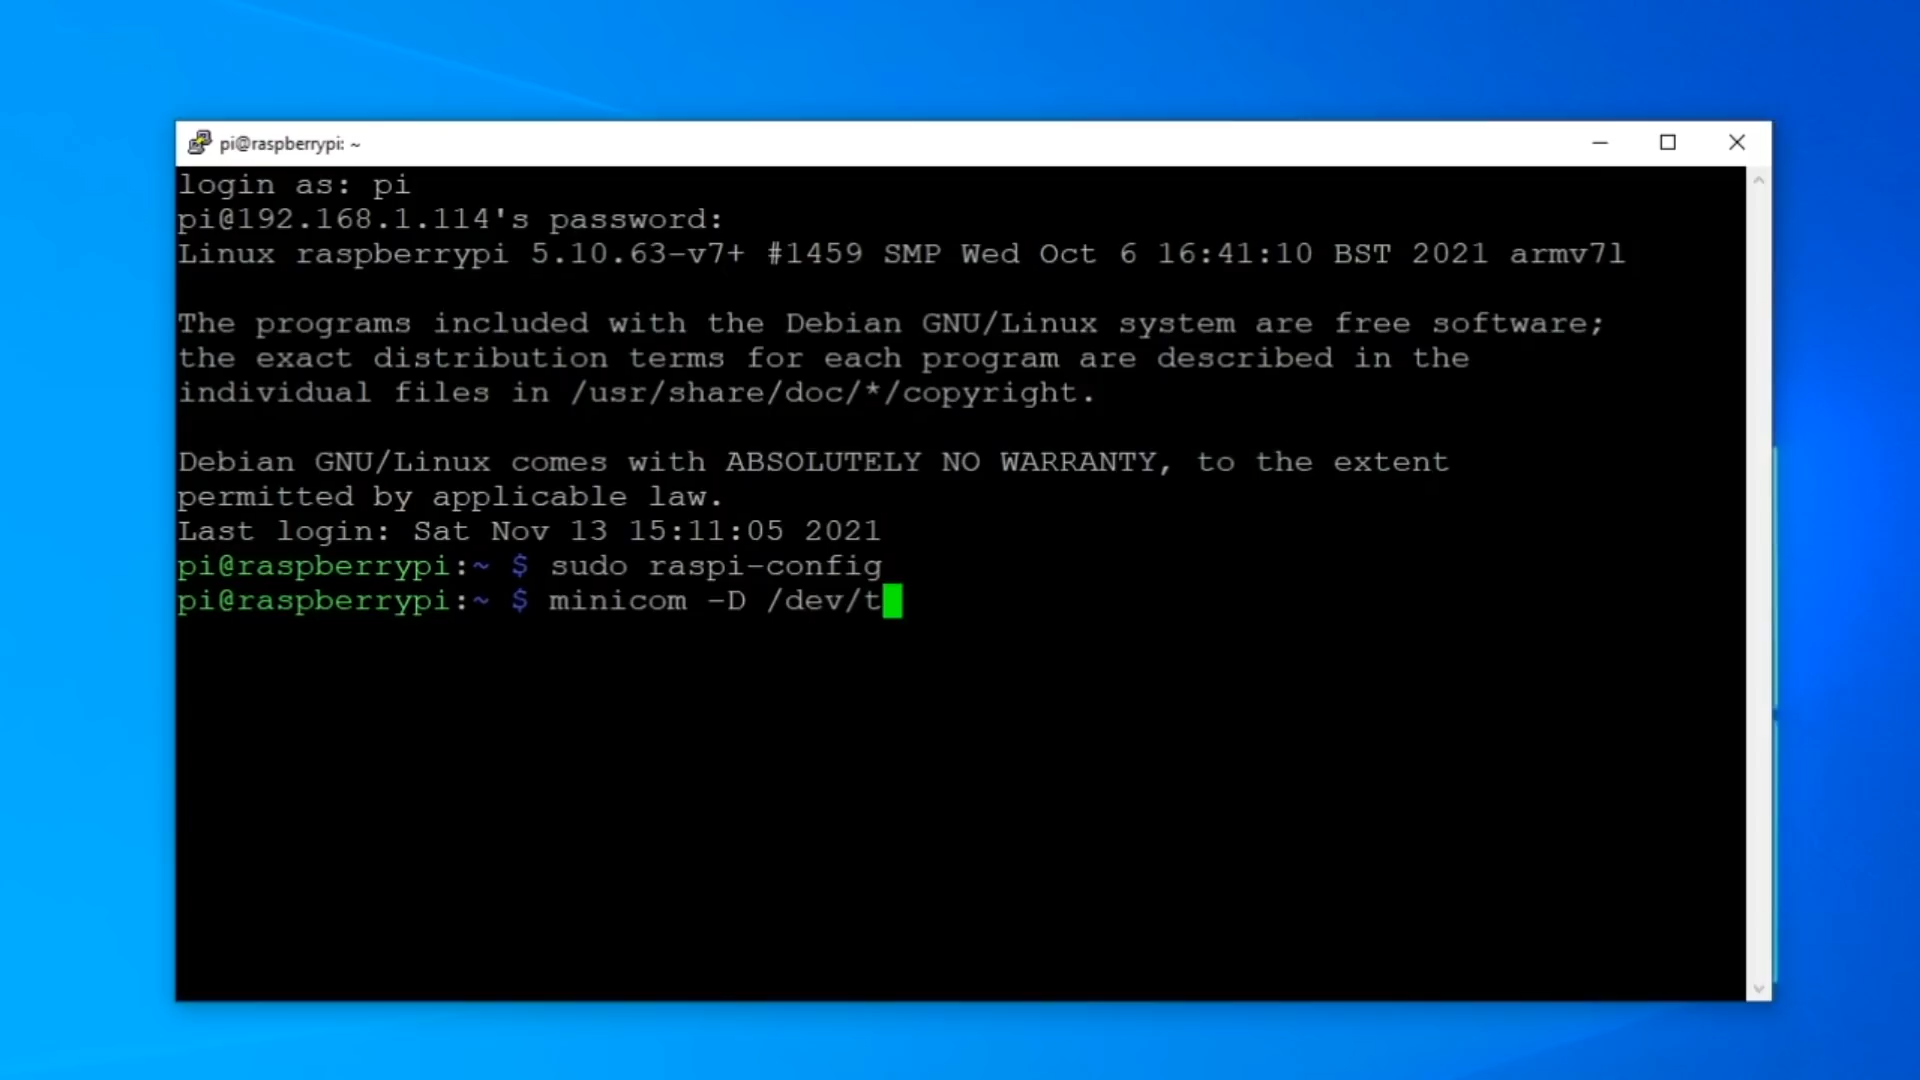 pi@raspberrypi: ~
login as: pi
pi@192.168.1.114's password:
Linux raspberrypi 5.10.63-v7+ #1459 SMP Wed Oct 6 16:41:10 BST 2021 armv7l
The programs included with the Debian GNU/Linux system are free software;
the exact distribution terms for each program are described in the
individual files in /usr/share/doc/*/copyright.
Debian GNU/Linux comes with ABSOLUTELY NO WARRANTY, to the extent
permitted by applicable law.
Last login: Sat Nov 13 15:11:05 2021
pi@raspberrypi:~ $ sudo raspi-config
pi@raspberrypi:~ $ minicom -D /dev/t